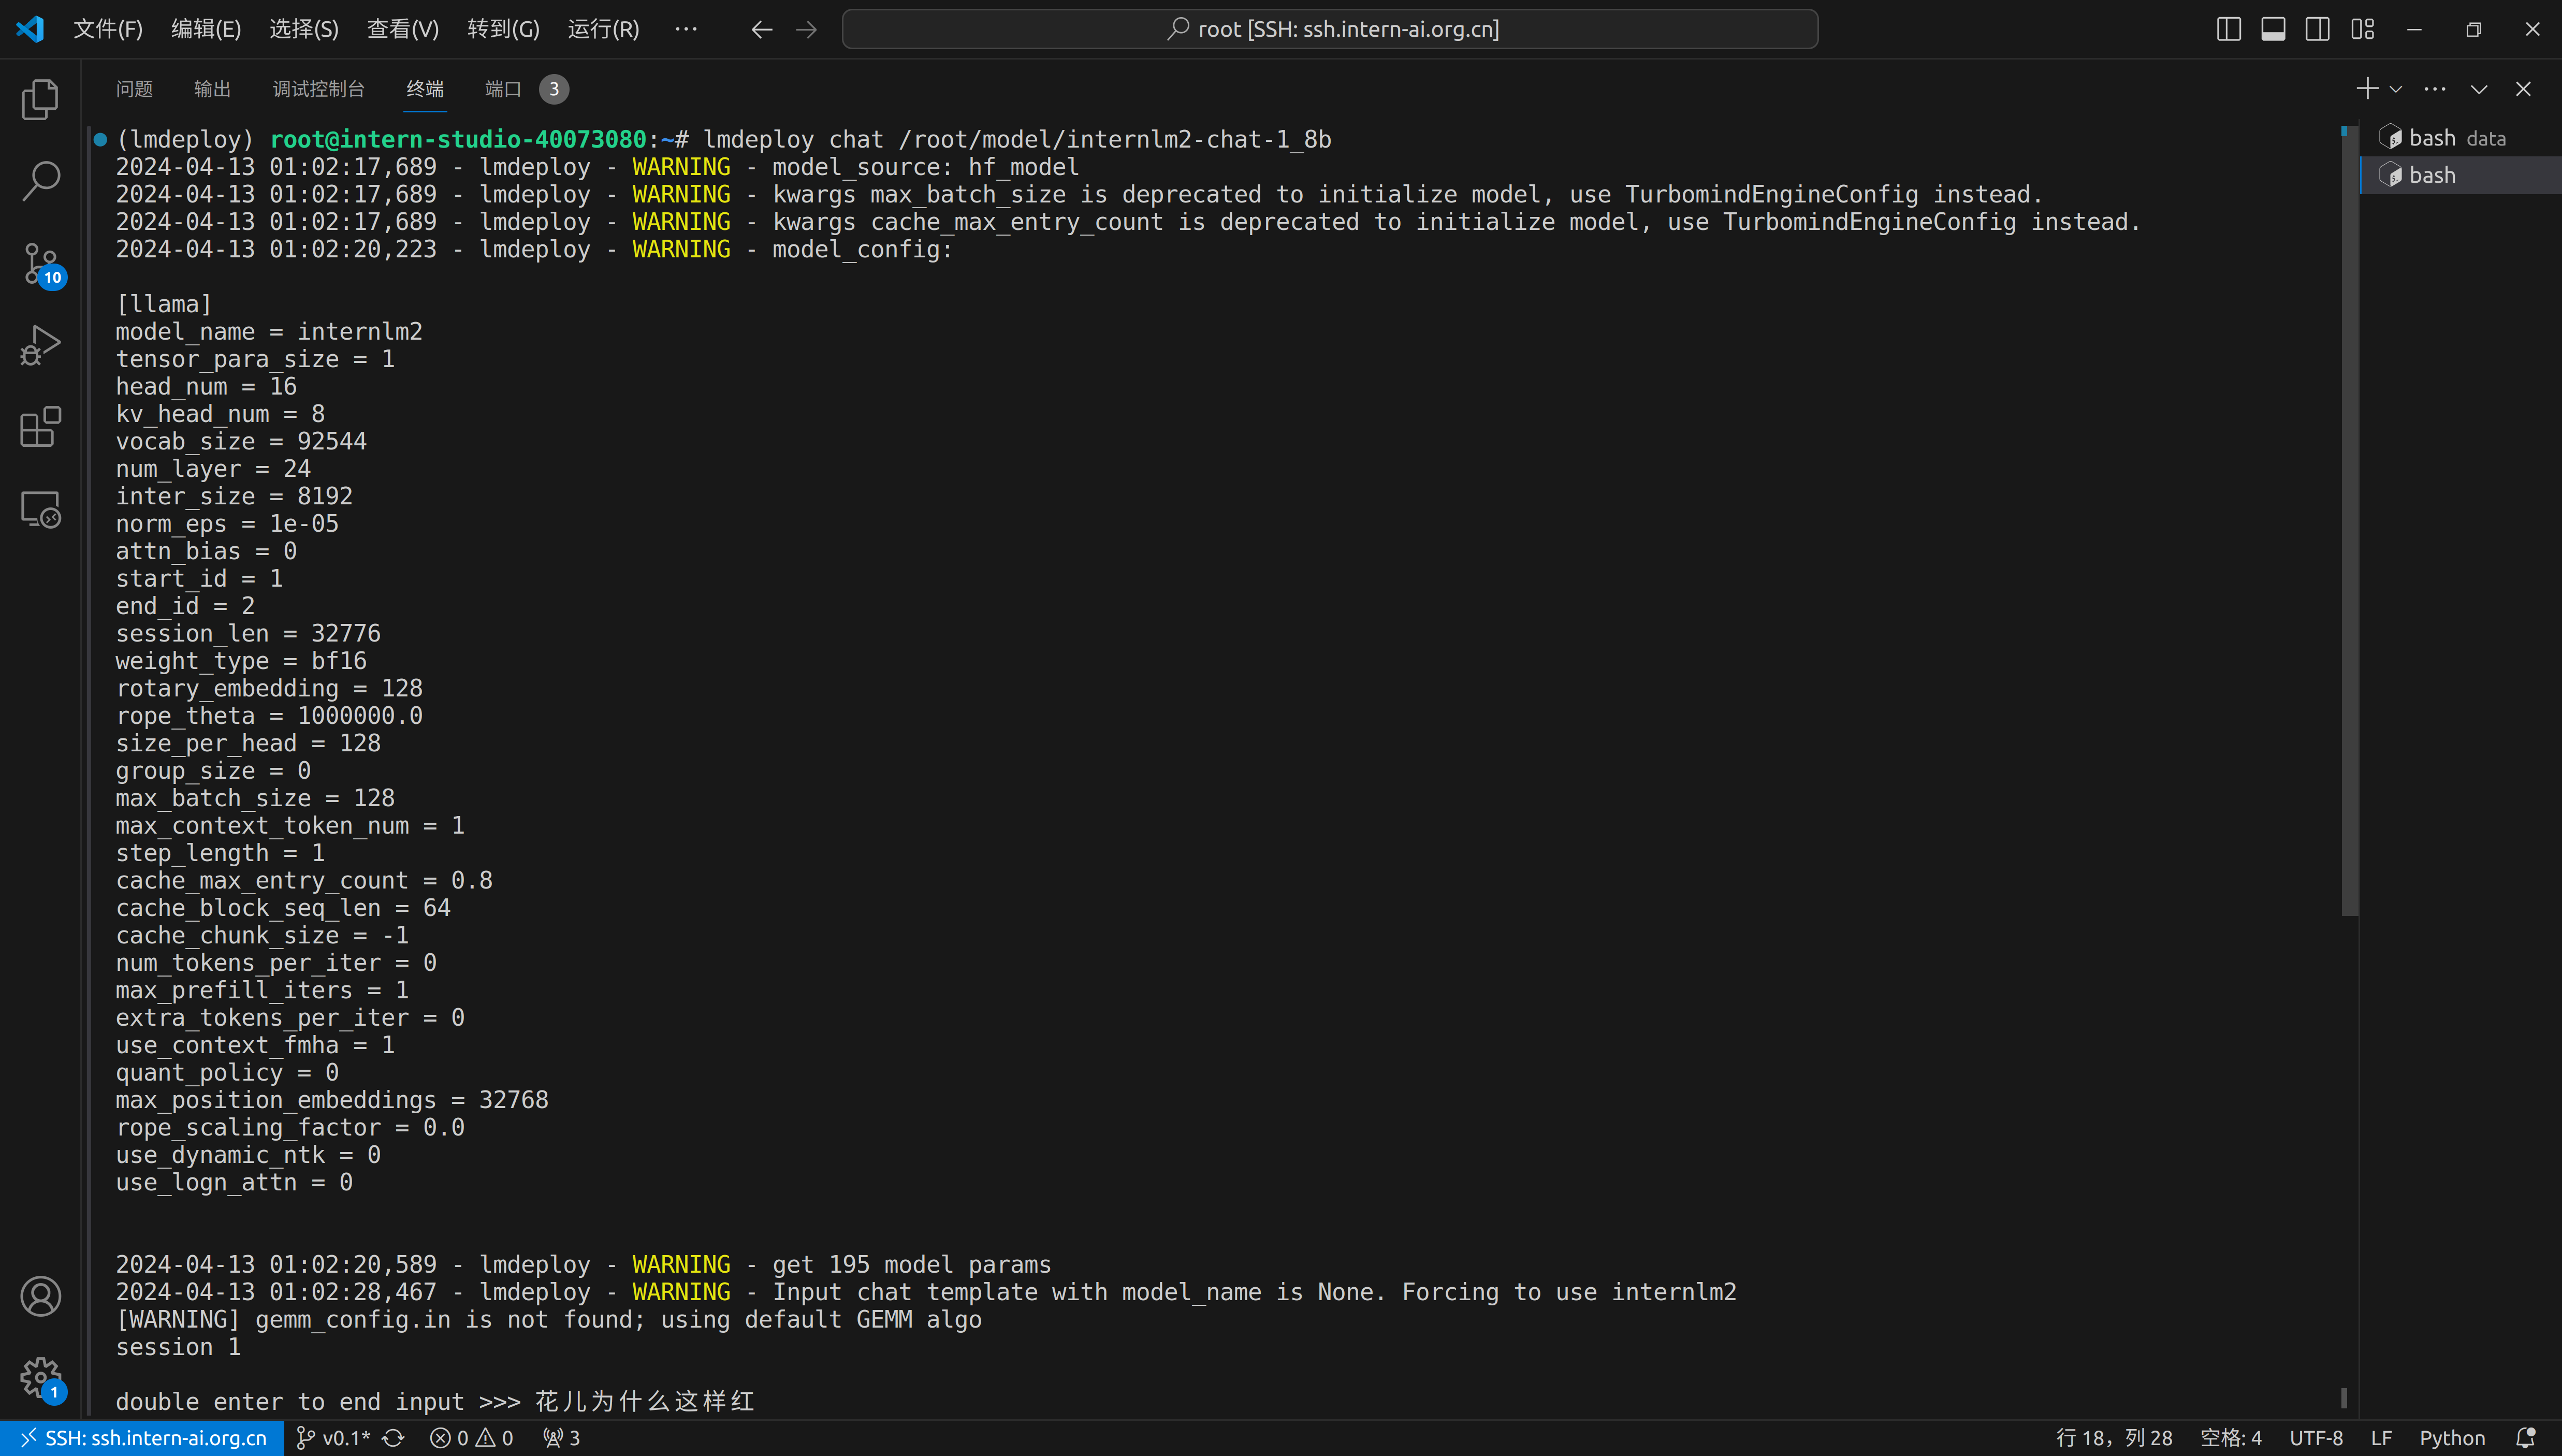 文件(F) 编辑(E) 选择(S) 查看(V) 转到(G) 运行(R) ··· root [SSH: ssh.intern-ai.org.cn]
问题 输出 调试控制台 终端 端口 3
(lmdeploy) root@intern-studio-40073080:~# lmdeploy chat /root/model/internlm2-chat-1_8b
2024-04-13 01:02:17,689 - lmdeploy - WARNING - model_source: hf_model
2024-04-13 01:02:17,689 - lmdeploy - WARNING - kwargs max_batch_size is deprecated to initialize model, use TurbomindEngineConfig instead.
2024-04-13 01:02:17,689 - lmdeploy - WARNING - kwargs cache_max_entry_count is deprecated to initialize model, use TurbomindEngineConfig instead.
2024-04-13 01:02:20,223 - lmdeploy - WARNING - model_config:
[llama]
model_name = internlm2
tensor_para_size = 1
head_num = 16
kv_head_num = 8
vocab_size = 92544
num_layer = 24
inter_size = 8192
norm_eps = 1e-05
attn_bias = 0
start_id = 1
end_id = 2
session_len = 32776
weight_type = bf16
rotary_embedding = 128
rope_theta = 1000000.0
size_per_head = 128
group_size = 0
max_batch_size = 128
max_context_token_num = 1
step_length = 1
cache_max_entry_count = 0.8
cache_block_seq_len = 64
cache_chunk_size = -1
num_tokens_per_iter = 0
max_prefill_iters = 1
extra_tokens_per_iter = 0
use_context_fmha = 1
quant_policy = 0
max_position_embeddings = 32768
rope_scaling_factor = 0.0
use_dynamic_ntk = 0
use_logn_attn = 0
2024-04-13 01:02:20,589 - lmdeploy - WARNING - get 195 model params
2024-04-13 01:02:28,467 - lmdeploy - WARNING - Input chat template with model_name is None. Forcing to use internlm2
[WARNING] gemm_config.in is not found; using default GEMM algo
session 1
double enter to end input >>> 花儿为什么这样红
bash data
bash
10
1
SSH: ssh.intern-ai.org.cn v0.1* 0 0 3 行 18，列 28 空格: 4 UTF-8 LF Python